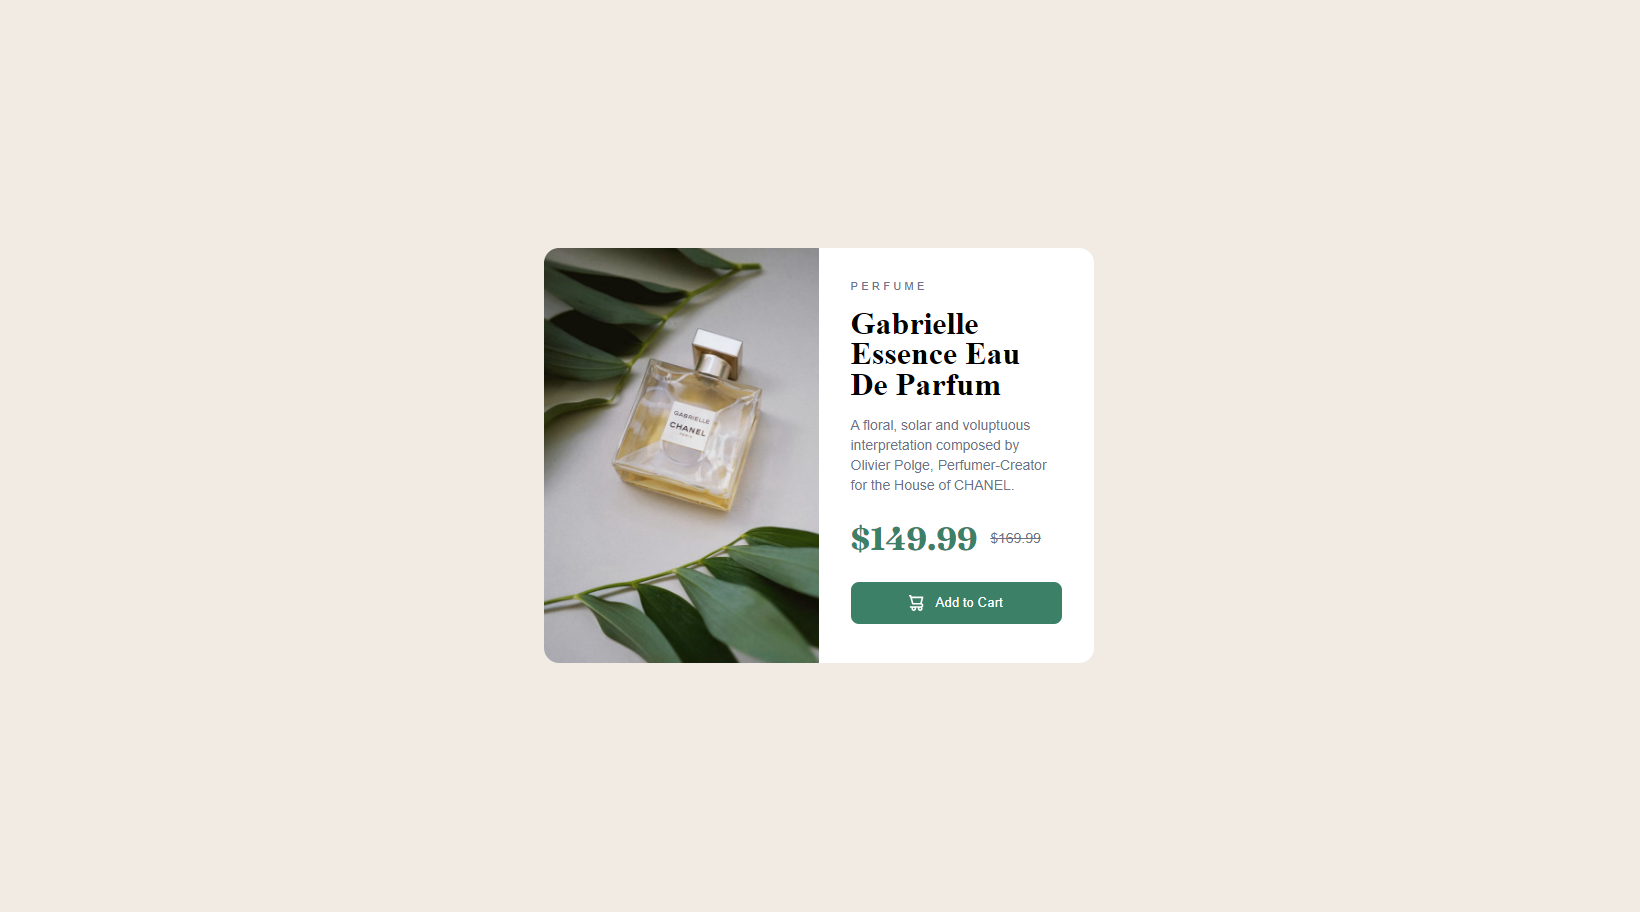 GABRIELLE
CHANEL
PARIS
PERFUME
Gabrielle
Essence Eau
De Parfum
A floral, solar and voluptuous
interpretation composed by
Olivier Polge, Perfumer-Creator
for the House of CHANEL.
$149.99 $169.99
Add to Cart